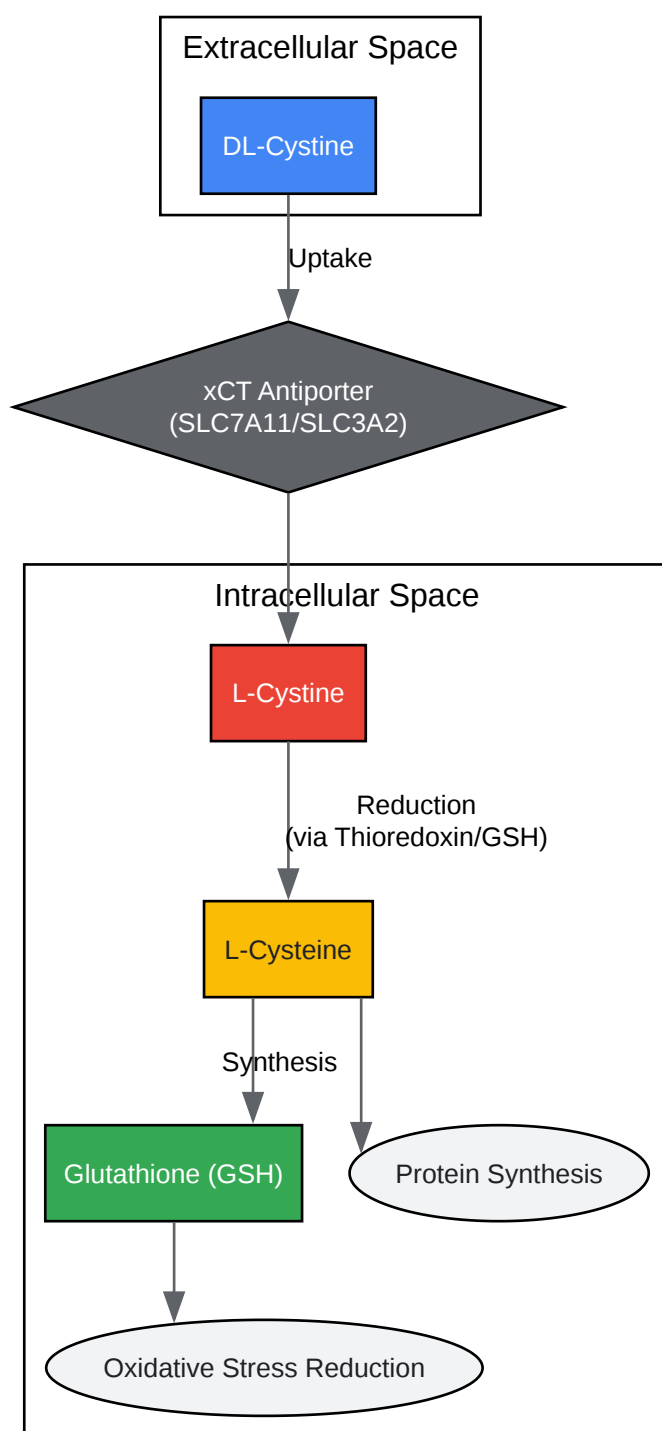 Extracellular Space
DL-Cystine
Uptake
xCT Antiporter
(SLC7A11/SLC3A2)
Intracellular Space
L-Cystine
Reduction
(via Thioredoxin/GSH)
L-Cysteine
Synthesis
Glutathione (GSH)
Protein Synthesis
Oxidative Stress Reduction